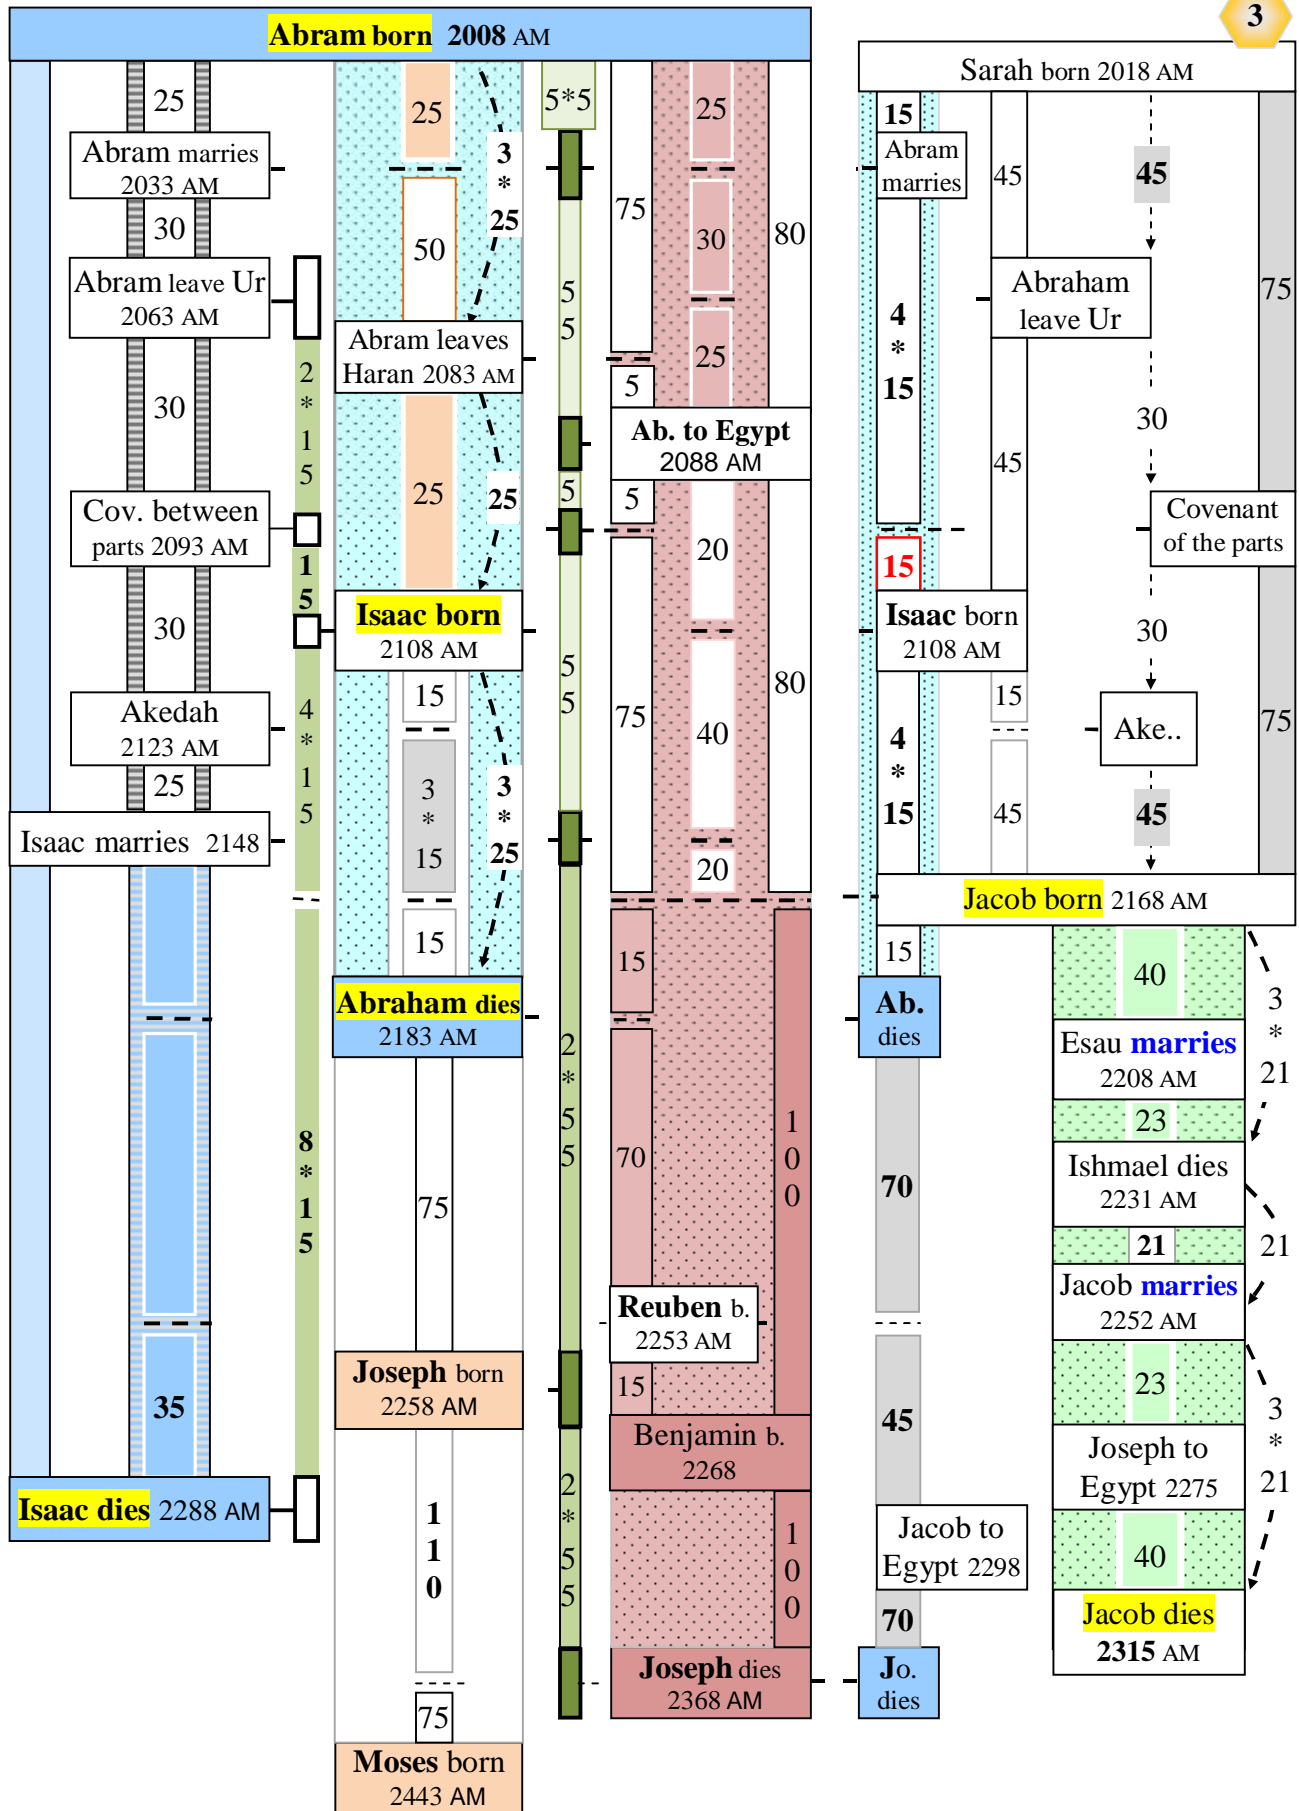 3
Abram born 2008 AM
Sarah born 2018 AM
25
Abram marries
2033 AM
30
Abram leave Ur
2063 AM
30
Cov. between
parts 2093 AM
30
Akedah
2123 AM
25
Isaac marries 2148
35
Isaac dies 2288 AM
2
*
1
5
1
5
4
*
1
5
8
*
1
5
25
50
3
*
25
Abram leaves
Haran 2083 AM
25
25
Isaac born
2108 AM
15
3
*
15
3
*
25
15
Abraham dies
2183 AM
75
Joseph born
2258 AM
1
1
0
75
Moses born
2443 AM
5*5
5
5
5
5
5
2
*
5
5
2
*
5
5
75
5
25
30
25
80
Ab. to Egypt
2088 AM
5
75
20
40
20
80
15
70
1
0
0
Reuben b.
2253 AM
15
Benjamin b.
2268
1
0
0
Joseph dies
2368 AM
15
Abram
marries
4
*
15
15
45
45
45
Abraham
leave Ur
30
75
Covenant
of the parts
Isaac born
2108 AM
30
15
4
*
15
45
Ake..
45
75
Jacob born 2168 AM
15
Ab.
dies
70
45
Jacob to
Egypt 2298
70
Jo.
dies
40
3
*
21
Esau marries
2208 AM
23
Ishmael dies
2231 AM
21
21
Jacob marries
2252 AM
23
3
*
21
Joseph to
Egypt 2275
40
Jacob dies
2315 AM